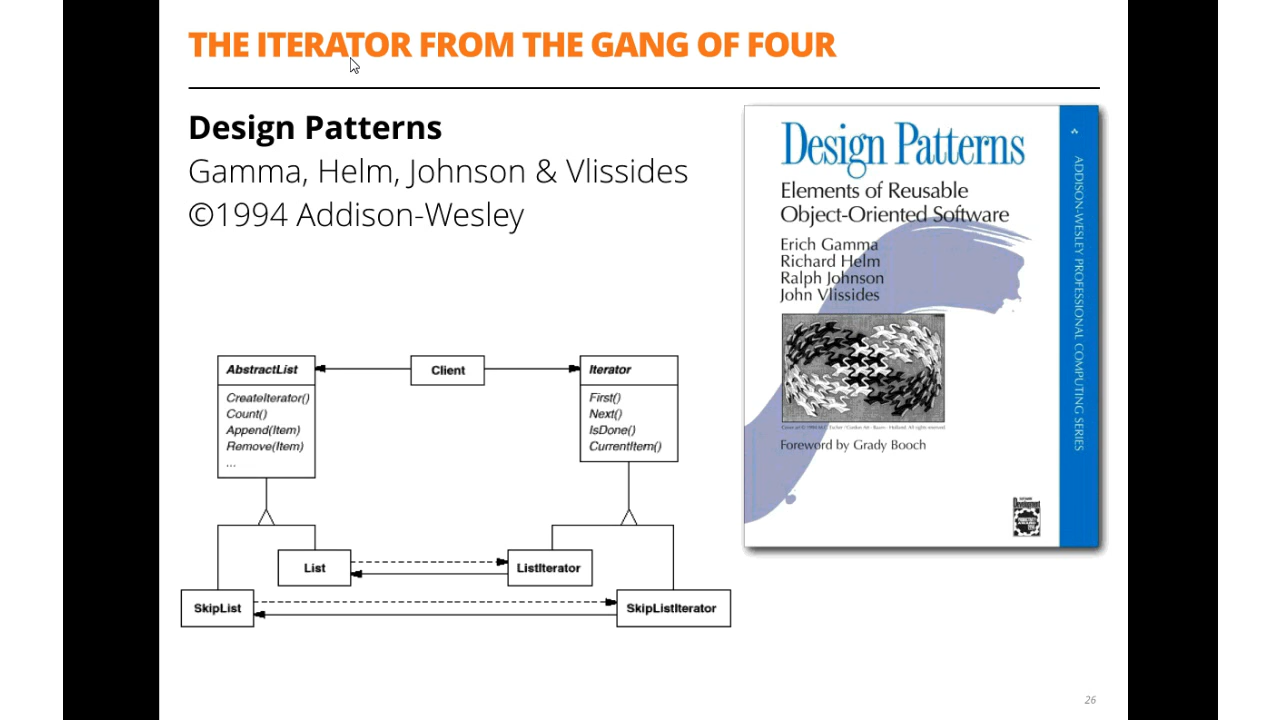 THE ITERATOR FROM THE GANG OF FOUR
Design Patterns
Gamma, Helm, Johnson & Vlissides
©1994 Addison-Wesley
Design Patterns
Elements of Reusable
Object-Oriented Software
Erich Gamma
Richard Helm
Ralph Johnson
John Vlissides
Foreword by Grady Booch
ADDISON-WESLEY PROFESSIONAL COMPUTING SERIES
AbstractList
CreateIterator()
Count()
Append(Item)
Remove(Item)
...
Client
Iterator
First()
Next()
IsDone()
CurrentItem()
List
ListIterator
SkipList
SkipListIterator
26